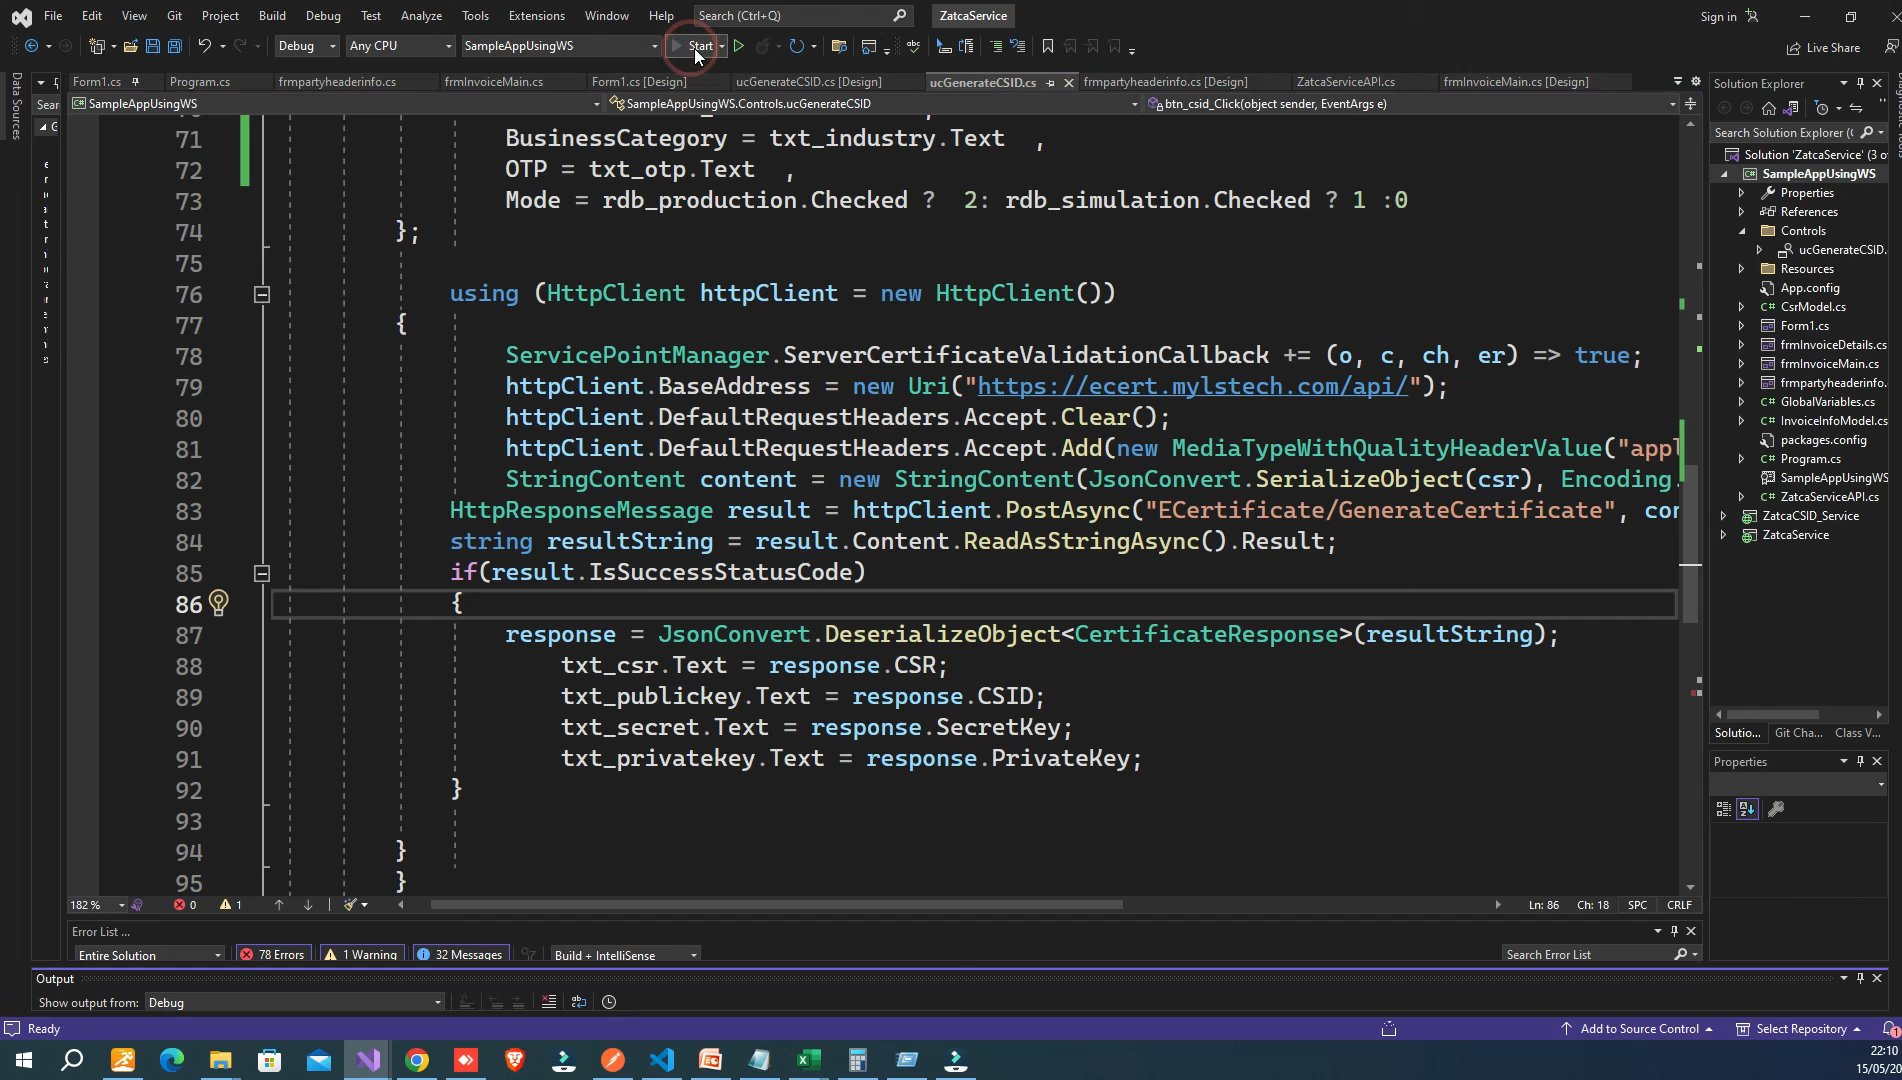 File Edit View Git Project Build Debug Test Analyze Tools Extensions Window Help Search (Ctrl+Q) ZatcaService Sign in
Debug Any CPU SampleAppUsingWS Start Live Share
Form1.cs Program.cs frmpartyheaderinfo.cs frmInvoiceMain.cs Form1.cs [Design] ucGenerateCSID.cs [Design] ucGenerateCSID.cs frmpartyheaderinfo.cs [Design] ZatcaServiceAPI.cs frmInvoiceMain.cs [Design]
SampleAppUsingWS SampleAppUsingWS.Controls.ucGenerateCSID btn_csid_Click(object sender, EventArgs e)
Data Sources
71 BusinessCategory = txt_industry.Text ,
72 OTP = txt_otp.Text ,
73 Mode = rdb_production.Checked ? 2: rdb_simulation.Checked ? 1 :0
74 };
75
76 using (HttpClient httpClient = new HttpClient())
77 {
78 ServicePointManager.ServerCertificateValidationCallback += (o, c, ch, er) => true;
79 httpClient.BaseAddress = new Uri("https://ecert.mylstech.com/api/");
80 httpClient.DefaultRequestHeaders.Accept.Clear();
81 httpClient.DefaultRequestHeaders.Accept.Add(new MediaTypeWithQualityHeaderValue("appl
82 StringContent content = new StringContent(JsonConvert.SerializeObject(csr), Encoding.
83 HttpResponseMessage result = httpClient.PostAsync("ECertificate/GenerateCertificate", con
84 string resultString = result.Content.ReadAsStringAsync().Result;
85 if(result.IsSuccessStatusCode)
86 {
87 response = JsonConvert.DeserializeObject<CertificateResponse>(resultString);
88 txt_csr.Text = response.CSR;
89 txt_publickey.Text = response.CSID;
90 txt_secret.Text = response.SecretKey;
91 txt_privatekey.Text = response.PrivateKey;
92 }
93
94 }
95 }
182 % 0 1 Ln: 86 Ch: 18 SPC CRLF
Error List ...
Entire Solution 78 Errors 1 Warning 32 Messages Build + IntelliSense Search Error List
Output
Show output from: Debug
Ready Add to Source Control Select Repository 1
Solution Explorer
Search Solution Explorer (
Solution 'ZatcaService' (3 o
SampleAppUsingWS
Properties
References
Controls
ucGenerateCSID.
Resources
App.config
CsrModel.cs
Form1.cs
frmInvoiceDetails.cs
frmInvoiceMain.cs
frmpartyheaderinfo.
GlobalVariables.cs
InvoiceInfoModel.cs
packages.config
Program.cs
SampleAppUsingWS
ZatcaServiceAPI.cs
ZatcaCSID_Service
ZatcaService
Solutio... Git Cha... Class V...
Properties
22:10
15/05/20